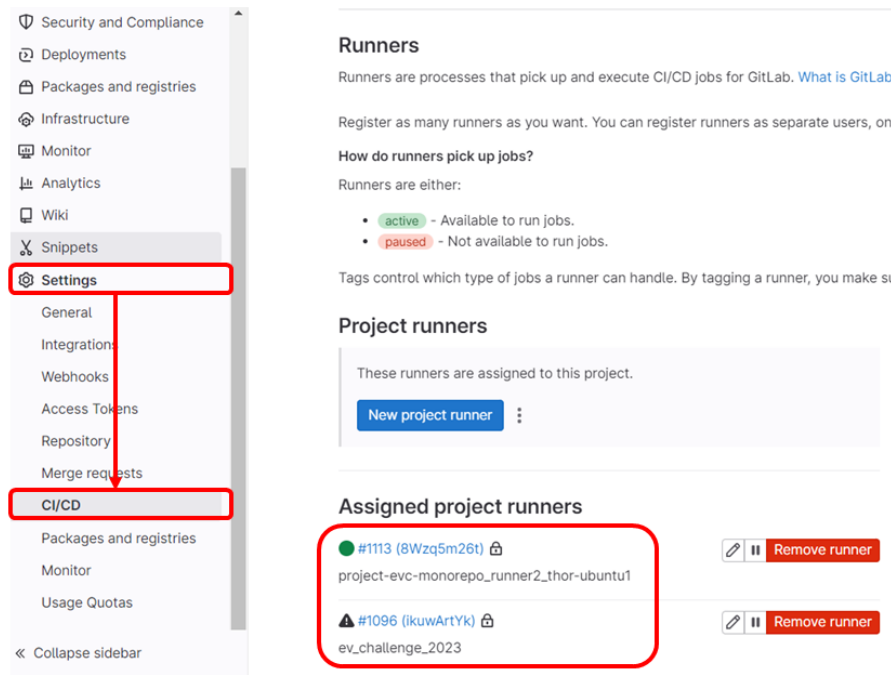 Security and Compliance
Deployments
Packages and registries
Infrastructure
Monitor
Analytics
Wiki
Snippets
Settings
General
Integrations
Webhooks
Access Tokens
Repository
Merge requests
CI/CD
Packages and registries
Monitor
Usage Quotas
« Collapse sidebar
Runners
Runners are processes that pick up and execute CI/CD jobs for GitLab. What is GitLab
Register as many runners as you want. You can register runners as separate users, on
How do runners pick up jobs?
Runners are either:
• active - Available to run jobs.
• paused - Not available to run jobs.
Tags control which type of jobs a runner can handle. By tagging a runner, you make su
Project runners
These runners are assigned to this project.
New project runner
Assigned project runners
#1113 (8Wzq5m26t)
Remove runner
project-evc-monorepo_runner2_thor-ubuntu1
#1096 (ikuwArtYk)
Remove runner
ev_challenge_2023